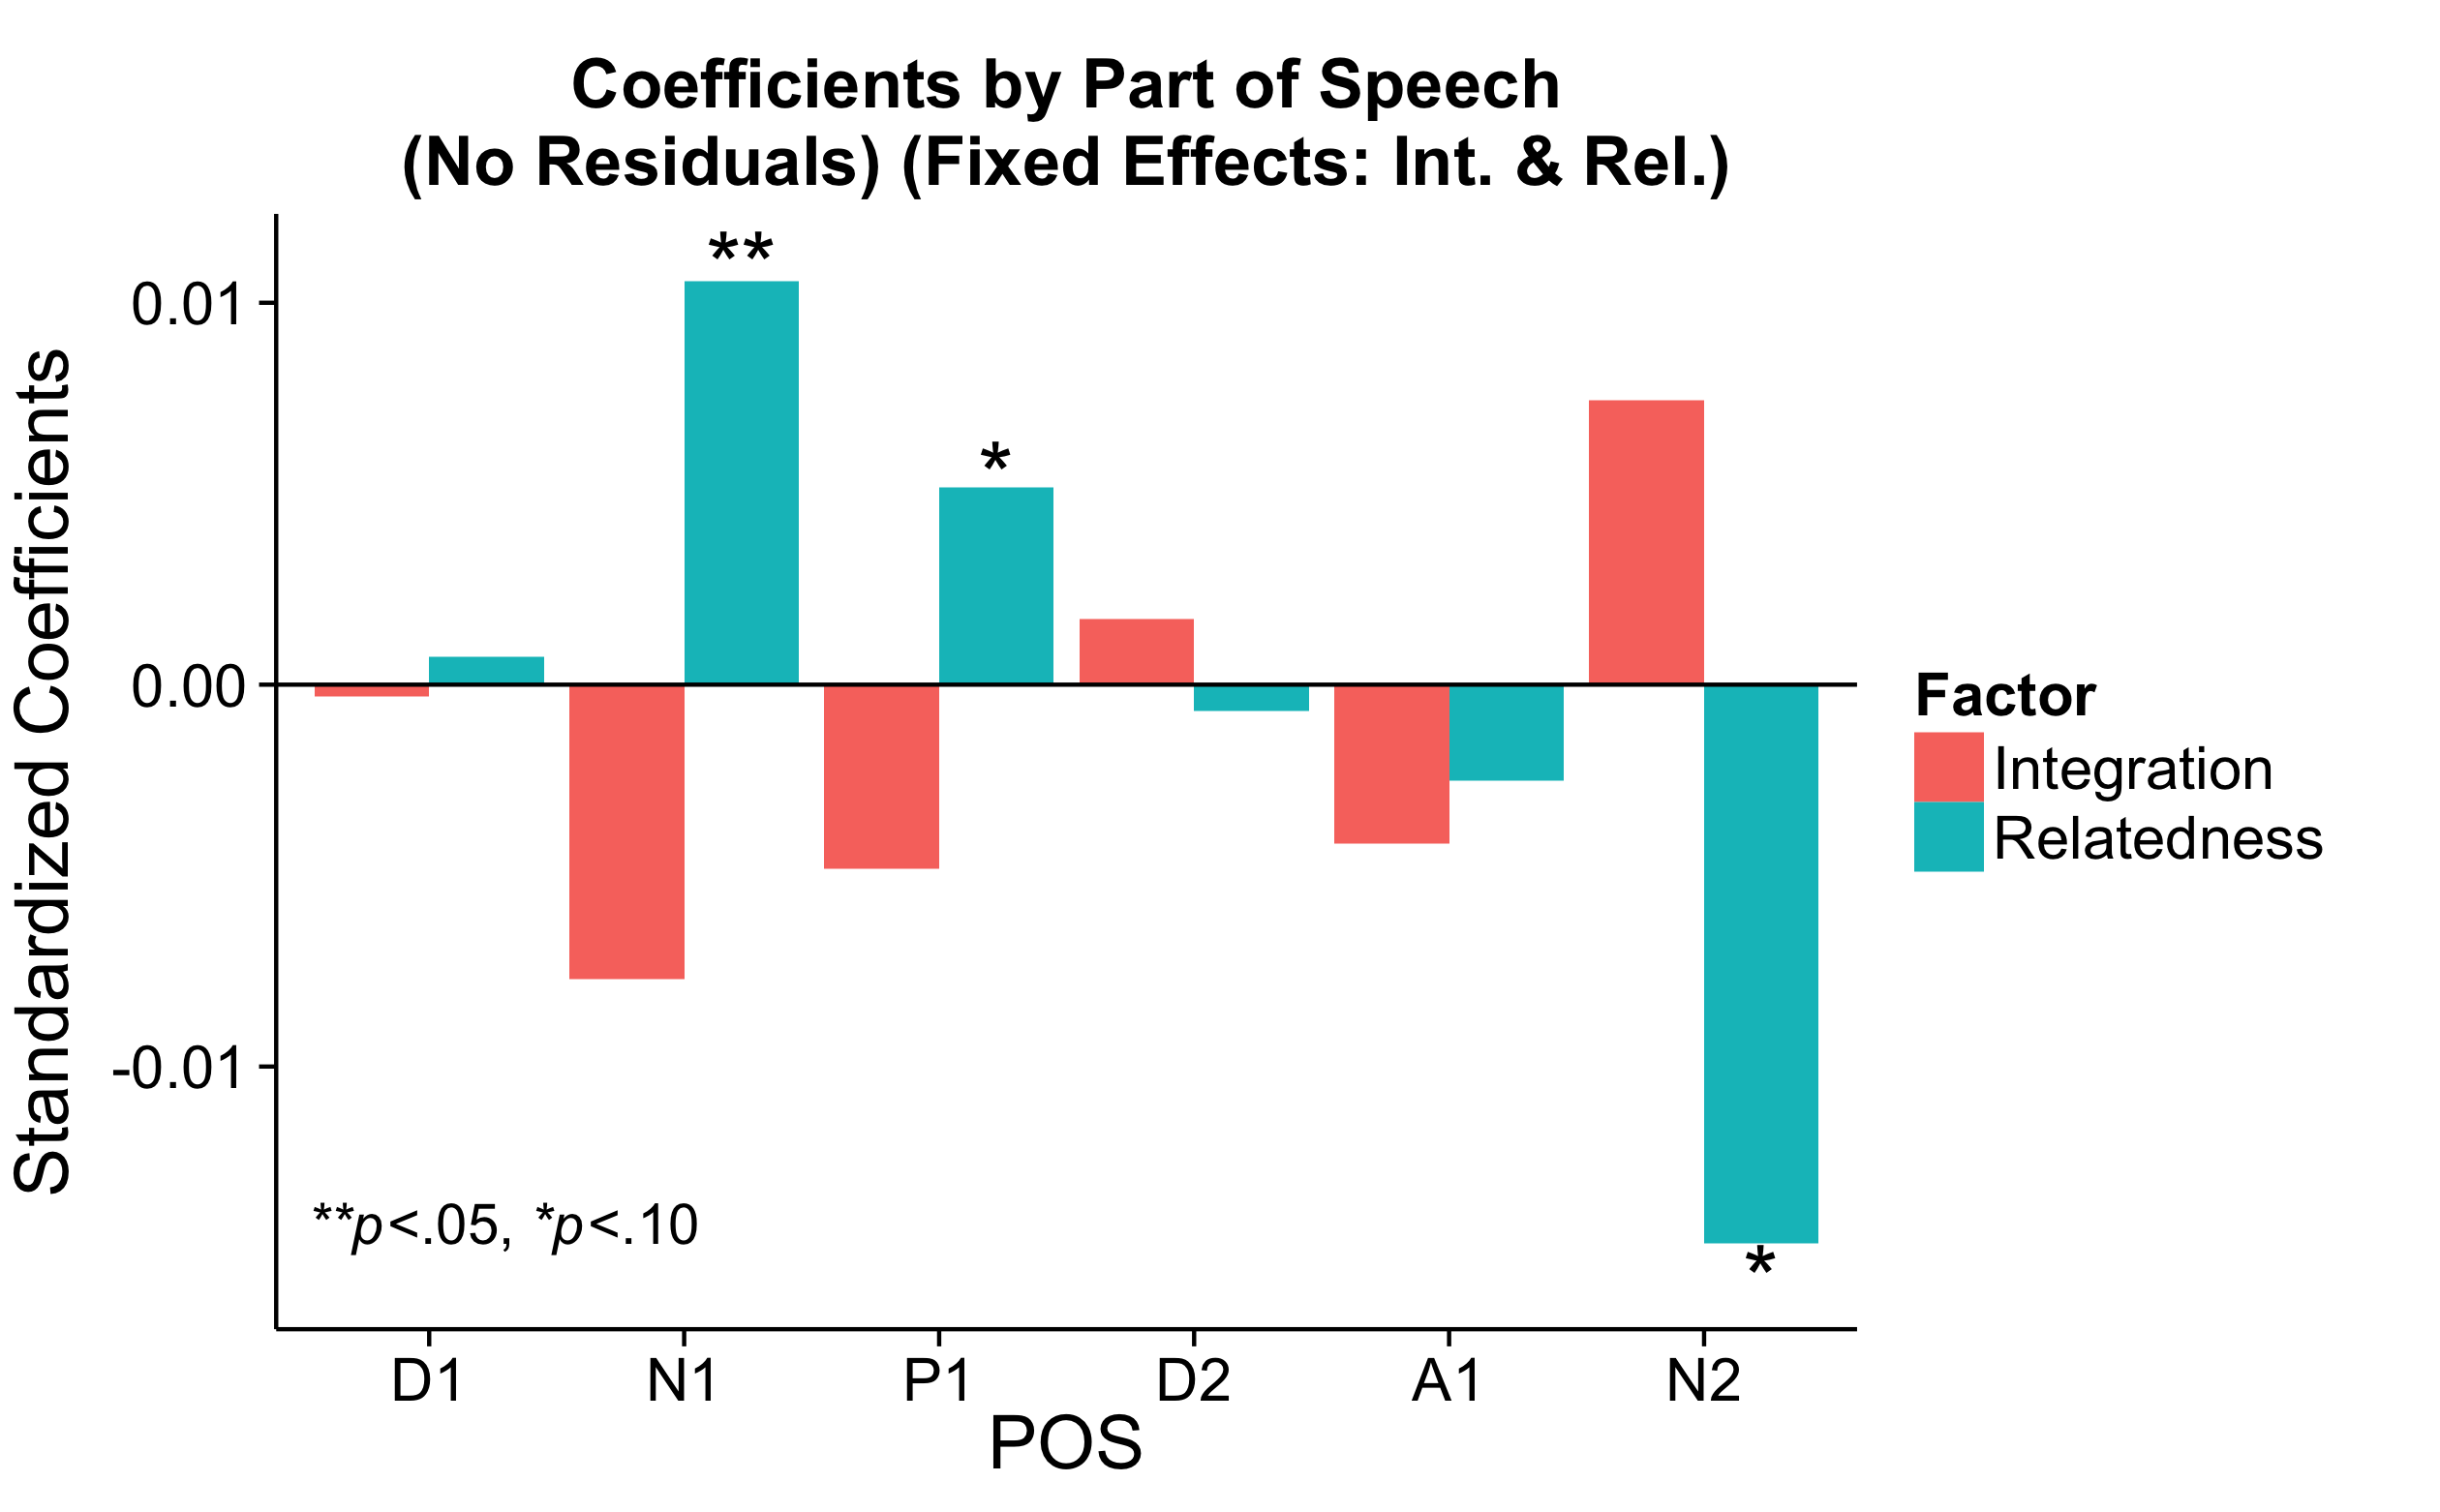 Coefficients by Part of Speech
(No Residuals) (Fixed Effects: Int. & Rel.)
Standardized Coefficients
0.01
0.00
-0.01
**
*
*
**p<.05, *p<.10
D1 N1 P1 D2 A1 N2
POS
Factor
Integration
Relatedness